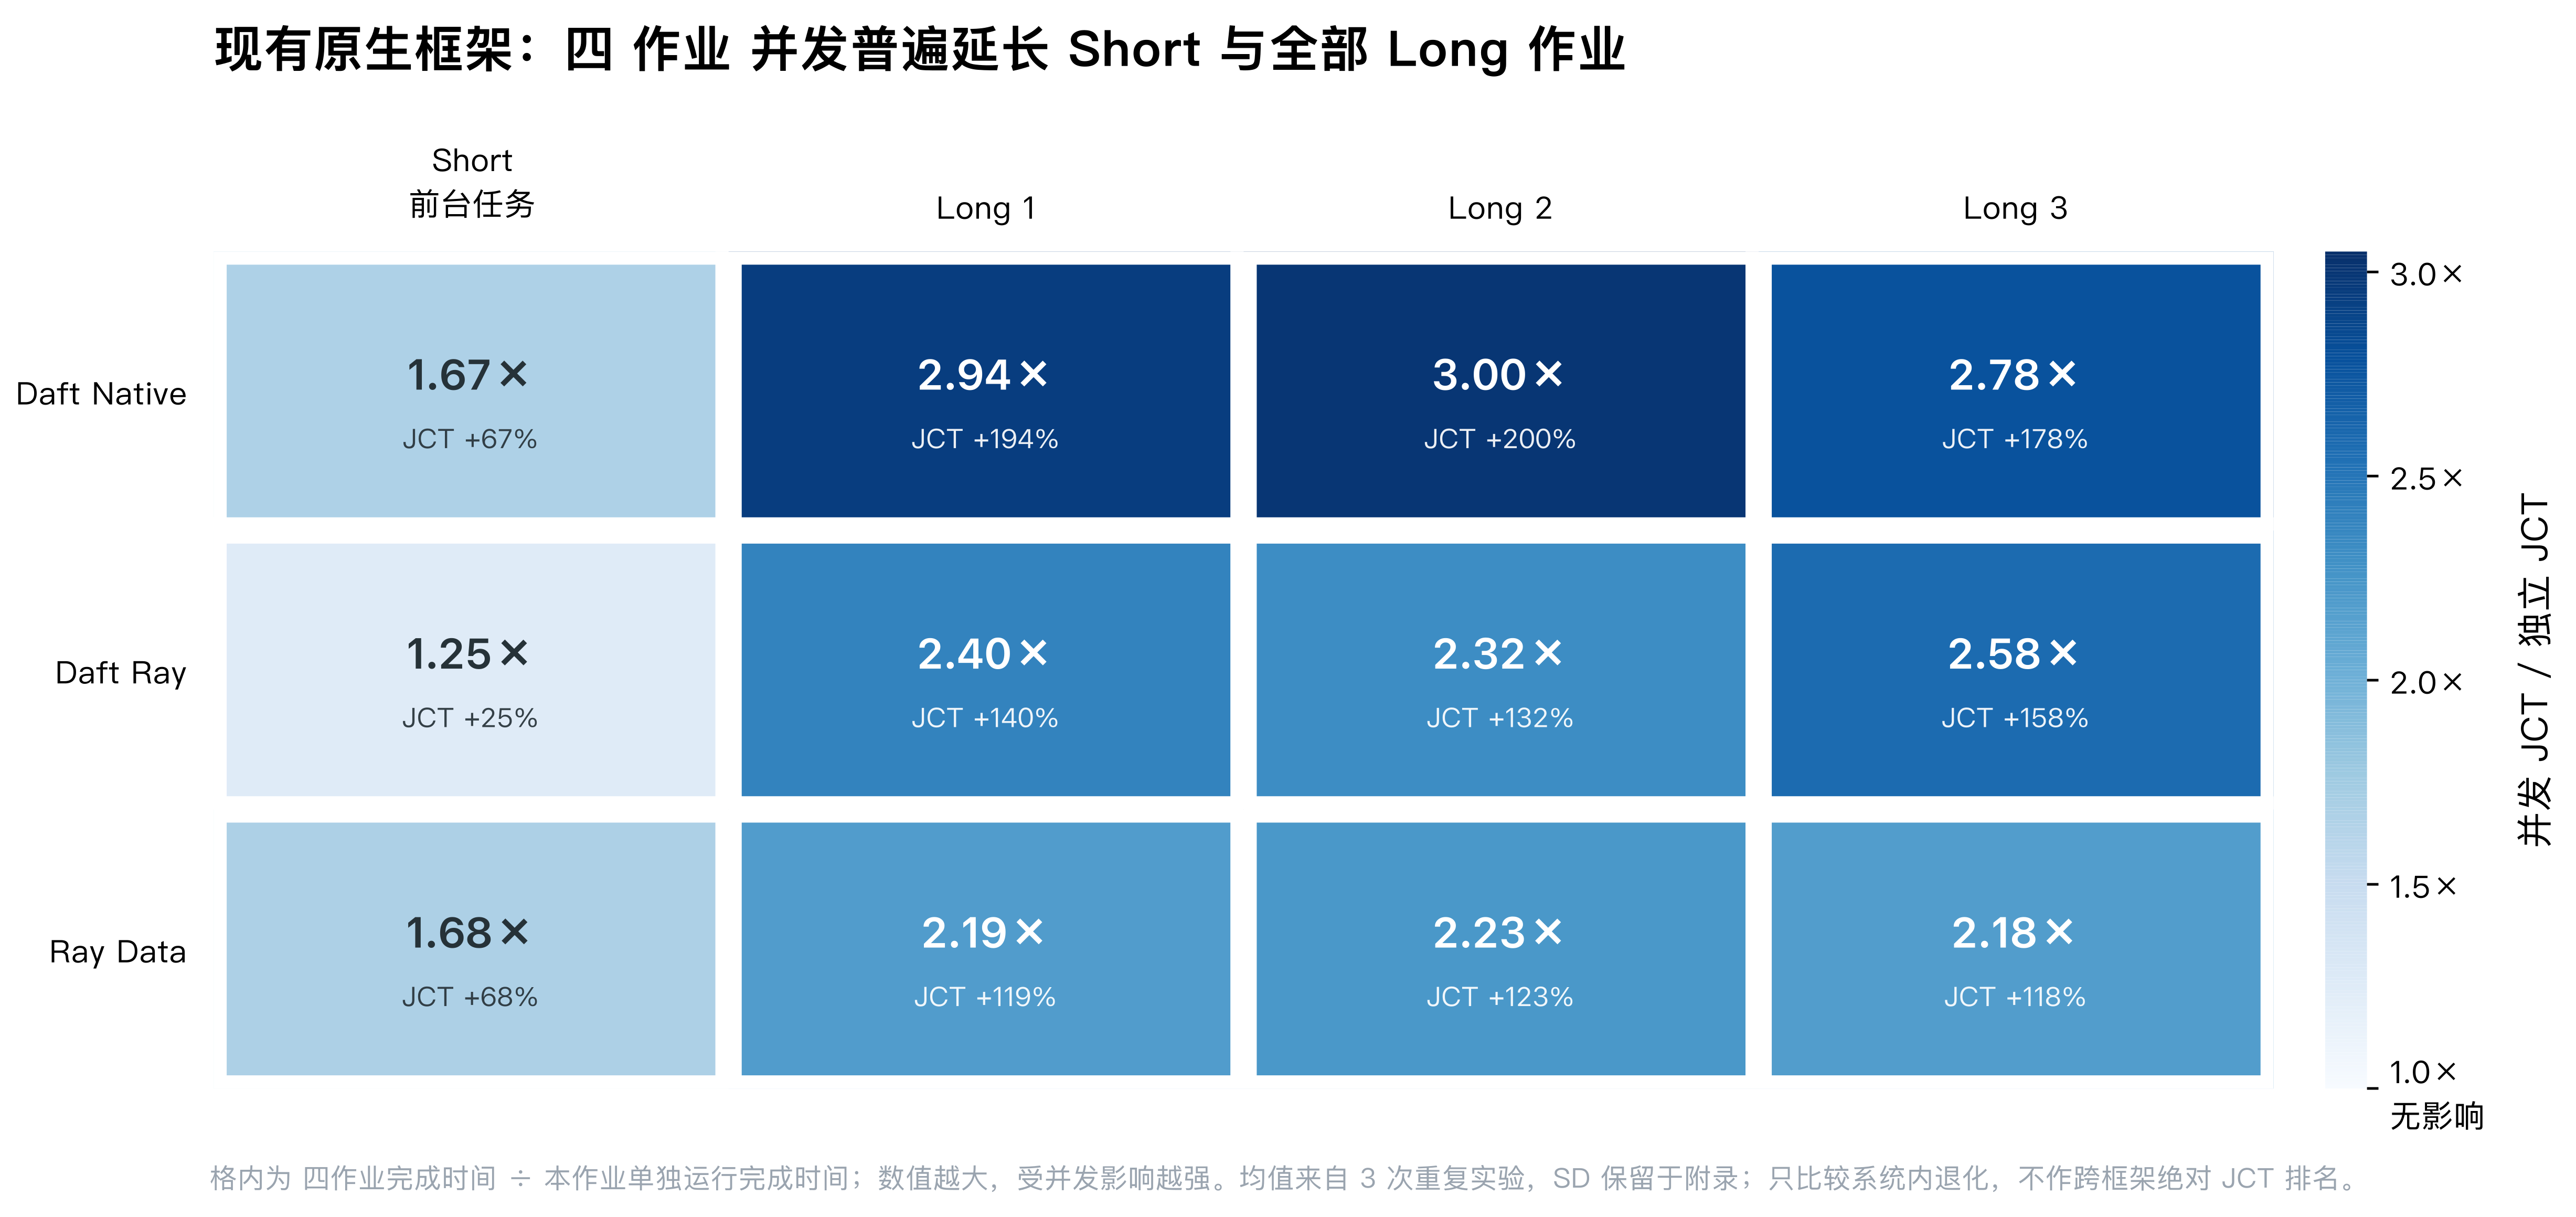 现有原生框架：四 作业 并发普遍延长 Short 与全部 Long 作业
Short
前台任务
Long 1
Long 2
Long 3
Daft Native
1.67×
JCT +67%
2.94×
JCT +194%
3.00×
JCT +200%
2.78×
JCT +178%
Daft Ray
1.25×
JCT +25%
2.40×
JCT +140%
2.32×
JCT +132%
2.58×
JCT +158%
Ray Data
1.68×
JCT +68%
2.19×
JCT +119%
2.23×
JCT +123%
2.18×
JCT +118%
3.0×
2.5×
2.0×
1.5×
1.0×
无影响
并发 JCT / 独立 JCT
格内为 四作业完成时间 ÷ 本作业单独运行完成时间；数值越大，受并发影响越强。均值来自 3 次重复实验，SD 保留于附录；只比较系统内退化，不作跨框架绝对 JCT 排名。